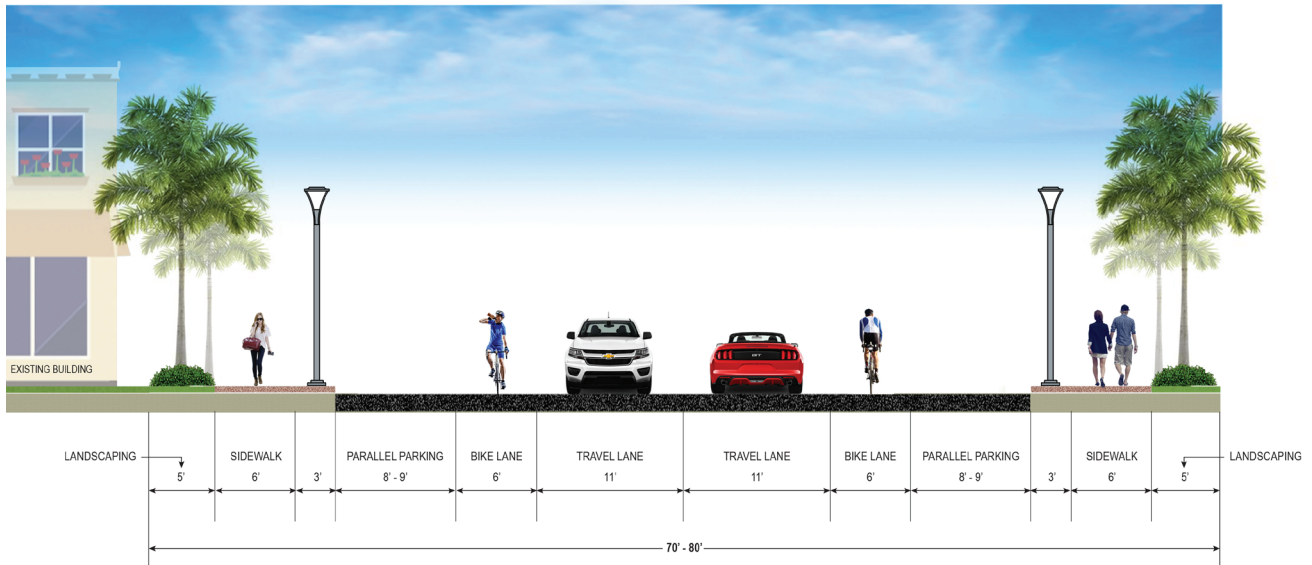 EXISTING BUILDING
LANDSCAPING
SIDEWALK
PARALLEL PARKING
BIKE LANE
TRAVEL LANE
TRAVEL LANE
BIKE LANE
PARALLEL PARKING
SIDEWALK
LANDSCAPING
5'
6'
3'
8' - 9'
6'
11'
11'
6'
8' - 9'
3'
6'
5'
70' - 80'